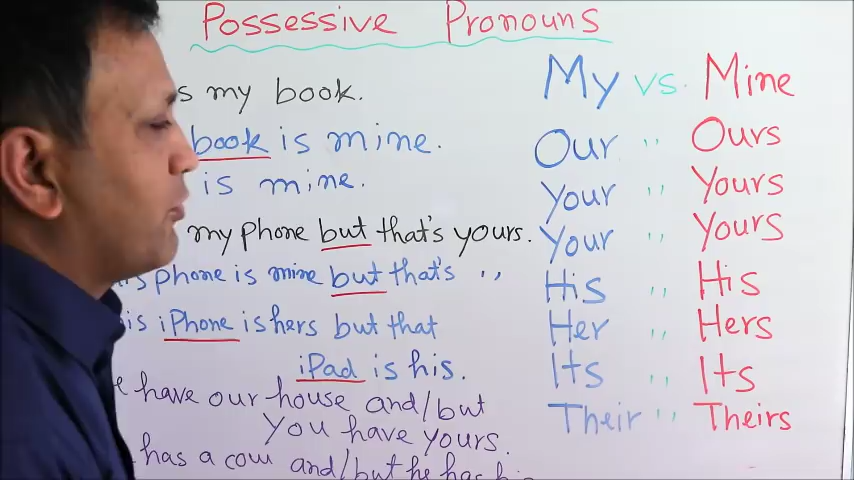 Possessive Pronouns
s my book.
book is mine.
is mine.
my phone but that's yours.
s phone is mine but that's ,,
is iPhone is hers but that
iPad is his.
e have our house and/but
You have yours.
has a cow and/but he has his
My vs. Mine
Our ,, Ours
Your ,, Yours
Your ,, Yours
His ,, His
Her ,, Hers
Its ,, Its
Their ,, Theirs